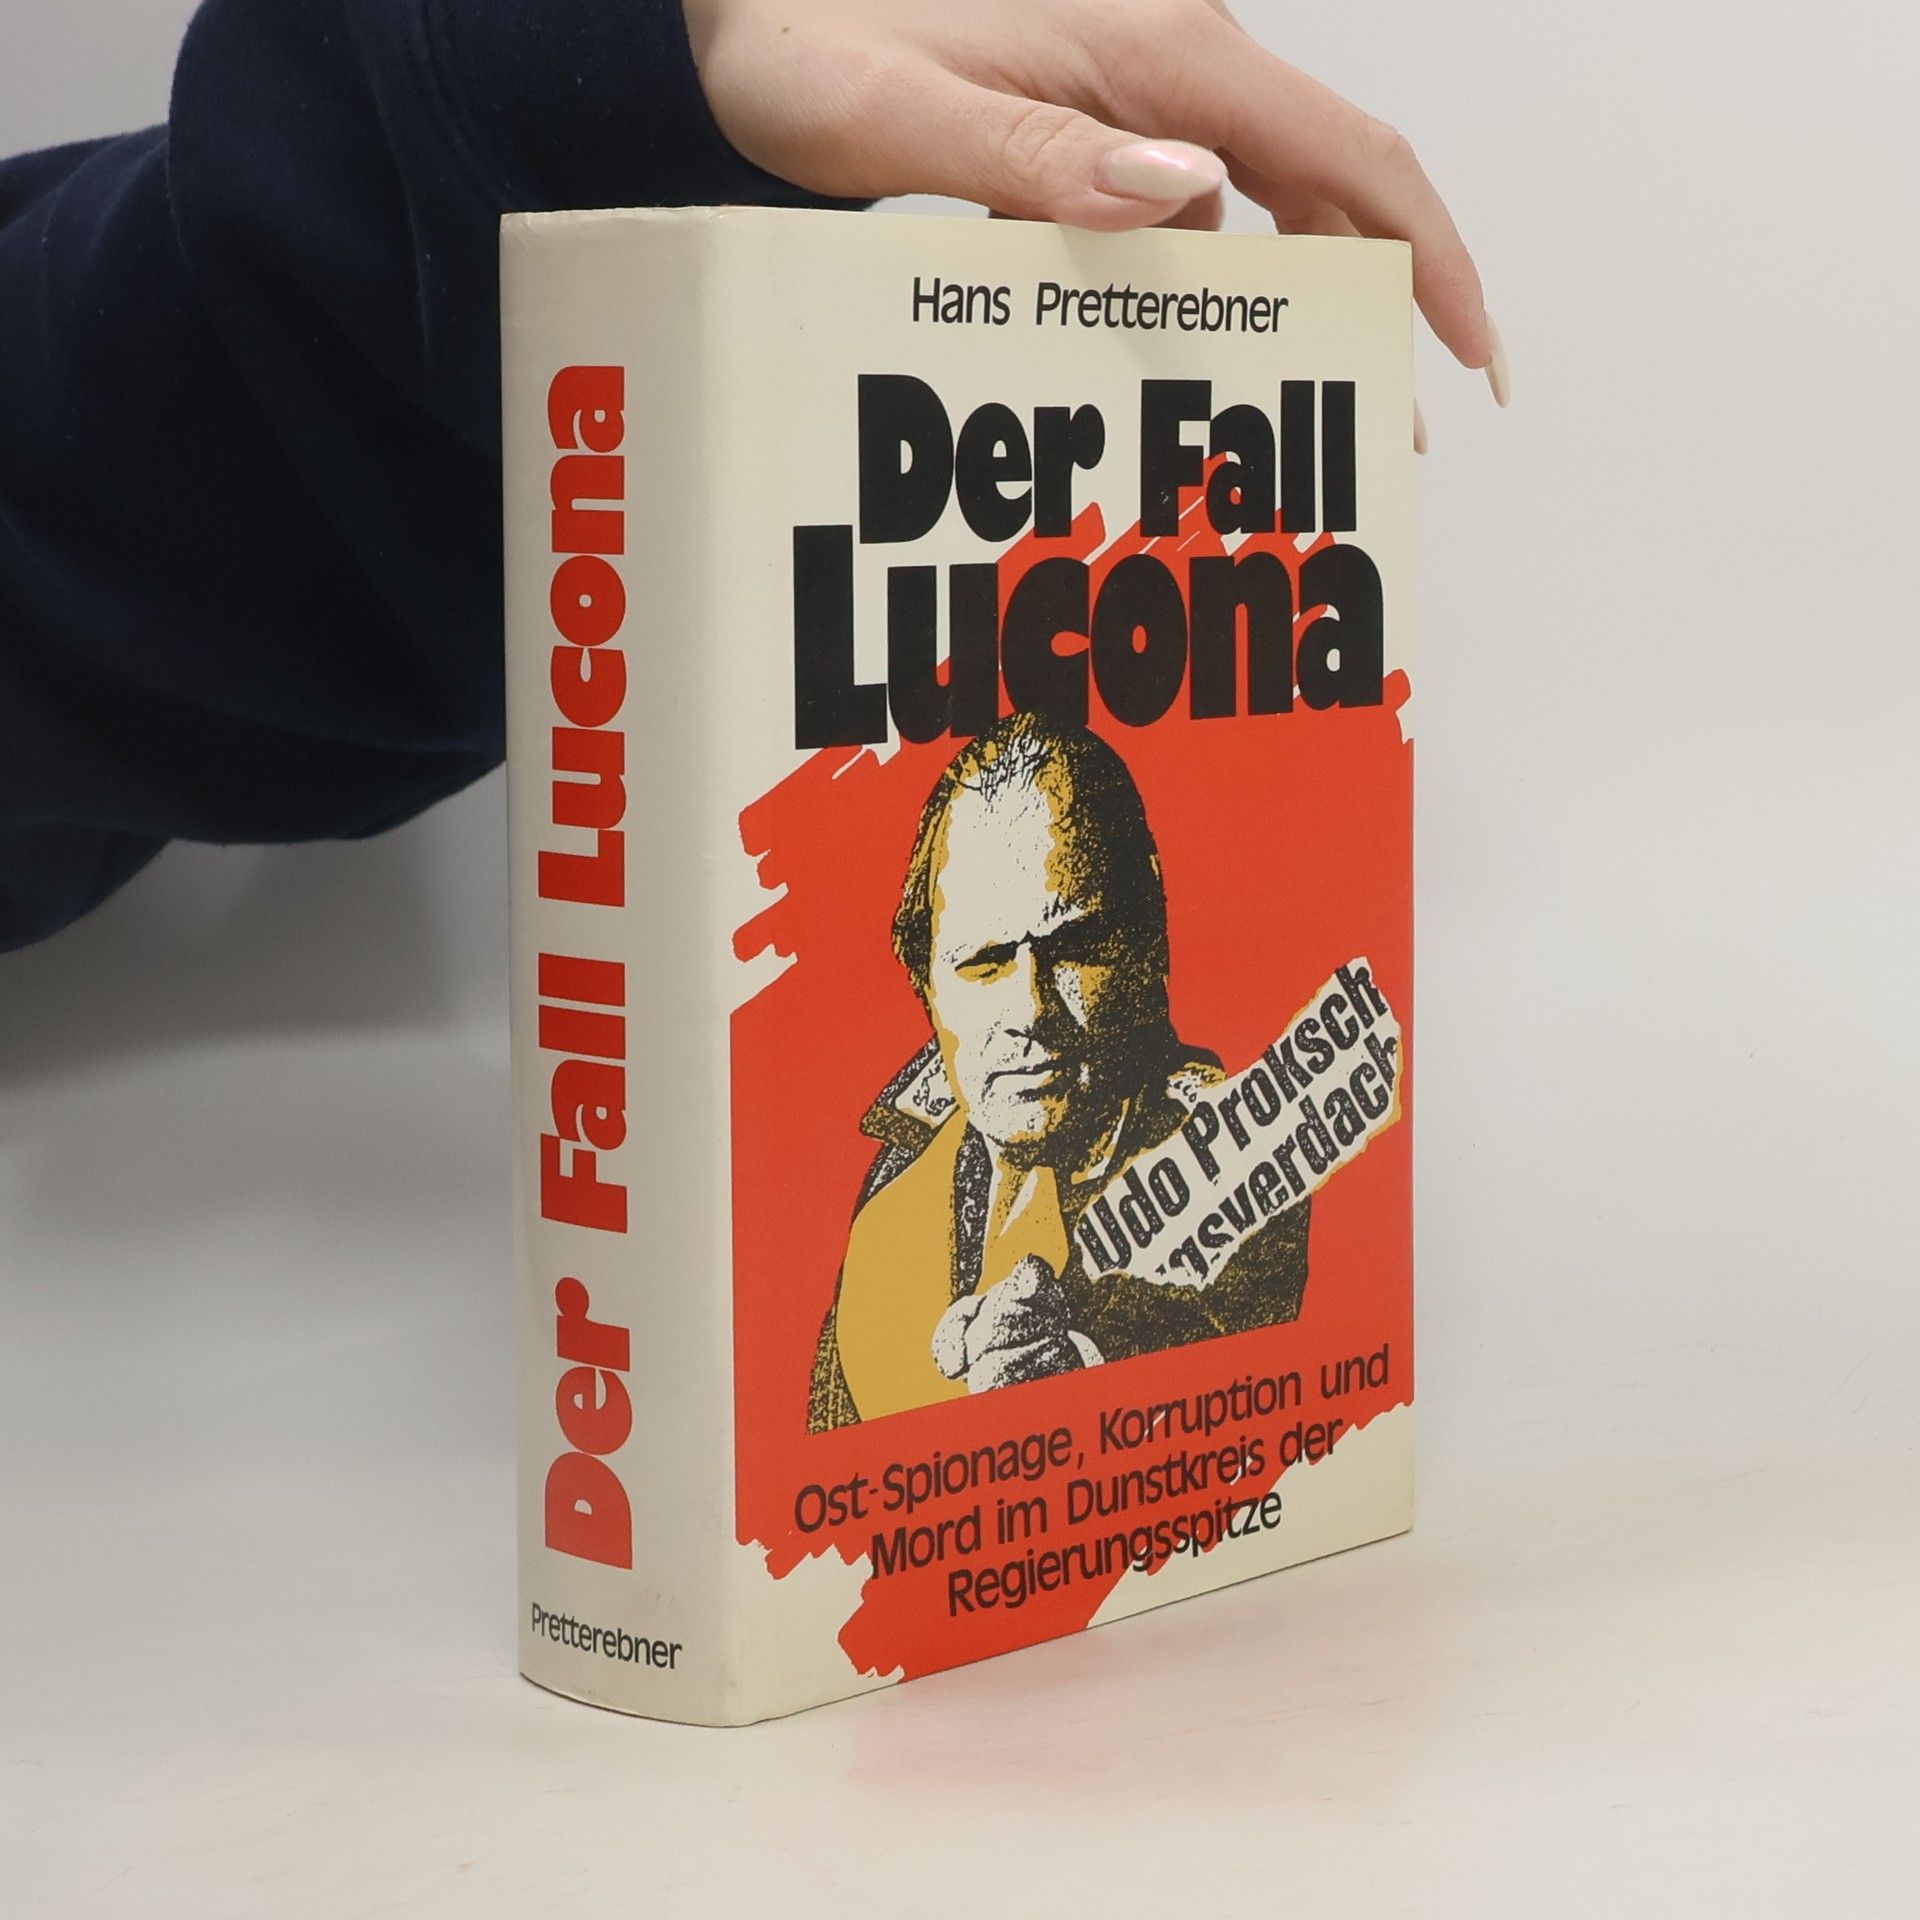 Hans Pretterebner
Der Fall
Lucona
Udo Proksch
gsverdach
Ost-Spionage, Korruption und
Mord im Dunstkreis der
Regierungsspitze
Der Fall Lucona
Pretterebner